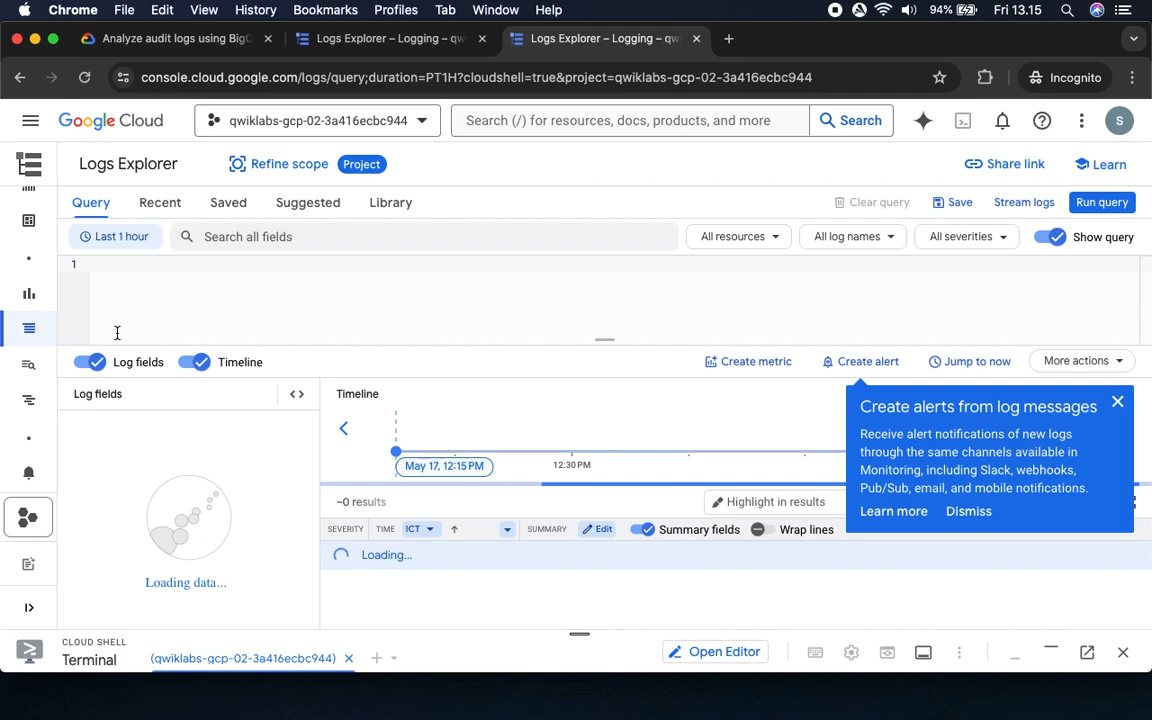 Chrome File Edit View History Bookmarks Profiles Tab Window Help 94% Fri 13.15
Analyze audit logs using BigQ Logs Explorer – Logging – qw Logs Explorer – Logging – qw
console.cloud.google.com/logs/query;duration=PT1H?cloudshell=true&project=qwiklabs-gcp-02-3a416ecbc944 Incognito
Google Cloud qwiklabs-gcp-02-3a416ecbc944 Search (/) for resources, docs, products, and more Search S
Logs Explorer Refine scope Project Share link Learn
Query Recent Saved Suggested Library Clear query Save Stream logs Run query
Last 1 hour Search all fields All resources All log names All severities Show query
1
Log fields Timeline Create metric Create alert Jump to now More actions
Log fields <> Timeline
Create alerts from log messages
Receive alert notifications of new logs
through the same channels available in
Monitoring, including Slack, webhooks,
Pub/Sub, email, and mobile notifications.
Learn more Dismiss
May 17, 12:15 PM 12:30 PM
~0 results Highlight in results
SEVERITY TIME ICT SUMMARY Edit Summary fields Wrap lines
Loading...
Loading data...
CLOUD SHELL
Terminal (qwiklabs-gcp-02-3a416ecbc944) Open Editor